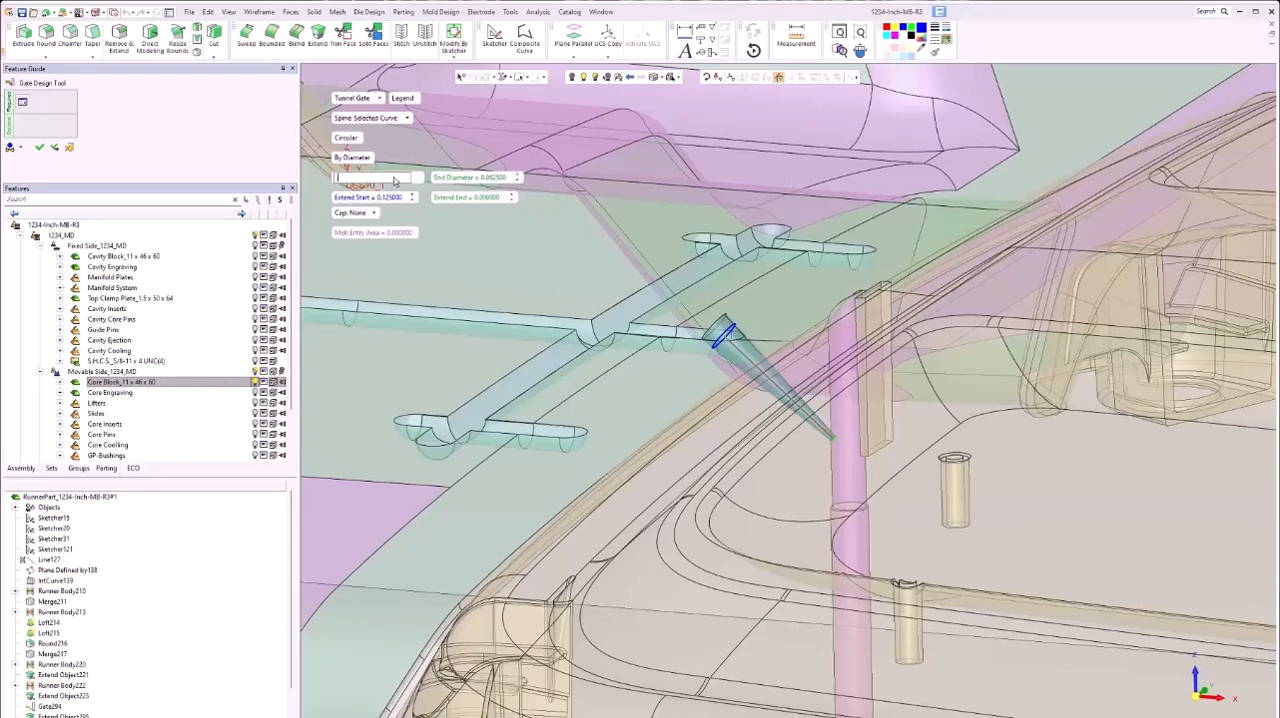 File Edit View Wireframe Faces Solid Mesh Die Design Parting Mold Design Electrode Tools Analysis Catalog Window
1234-Inch-MB-R3
Search
Extrude Round Chamfer Taper Remove & Extend Direct Modeling Resize Rounds Sweep Bounded Blend Extend Trim Face Split Faces Stitch Unstitch Modify By Sketcher Sketcher Composite Curve Plane Parallel UCS Copy Activate UCS Measurement
Feature Guide
Gate Design Tool
Required
Optional
Tunnel Gate Legend
Spine: Selected Curve
Circular
By Diameter
End Diameter = 0.062500
Extend Start = 0.125000 Extend End = 0.000000
Cap: None
Melt Entry Area = 0.000000
Features
Search
1234-Inch-MB-R3
1234_MD
Fixed Side_1234_MD
Cavity Block_11 x 46 x 60
Cavity Engraving
Manifold Plates
Manifold System
Top Clamp Plate_1.5 x 50 x 64
Cavity Inserts
Cavity Core Pins
Guide Pins
Cavity Ejection
Cavity Cooling
S.H.C.S._5/8-11 x 4 UNC(4)
Movable Side_1234_MD
Core Block_11 x 46 x 60
Core Engraving
Lifters
Slides
Core Inserts
Core Pins
Core Coolling
GP-Bushings
Assembly Sets Groups Parting ECO
RunnerPart_1234-Inch-MB-R3#1
Objects
Sketcher15
Sketcher20
Sketcher31
Sketcher121
Line127
Plane Defined by138
IntCurve139
Runner Body210
Merge211
Runner Body213
Loft214
Loft215
Round216
Merge217
Runner Body220
Extend Object221
Runner Body222
Extend Object223
Gate294
Extend Object295
Z
Y
X